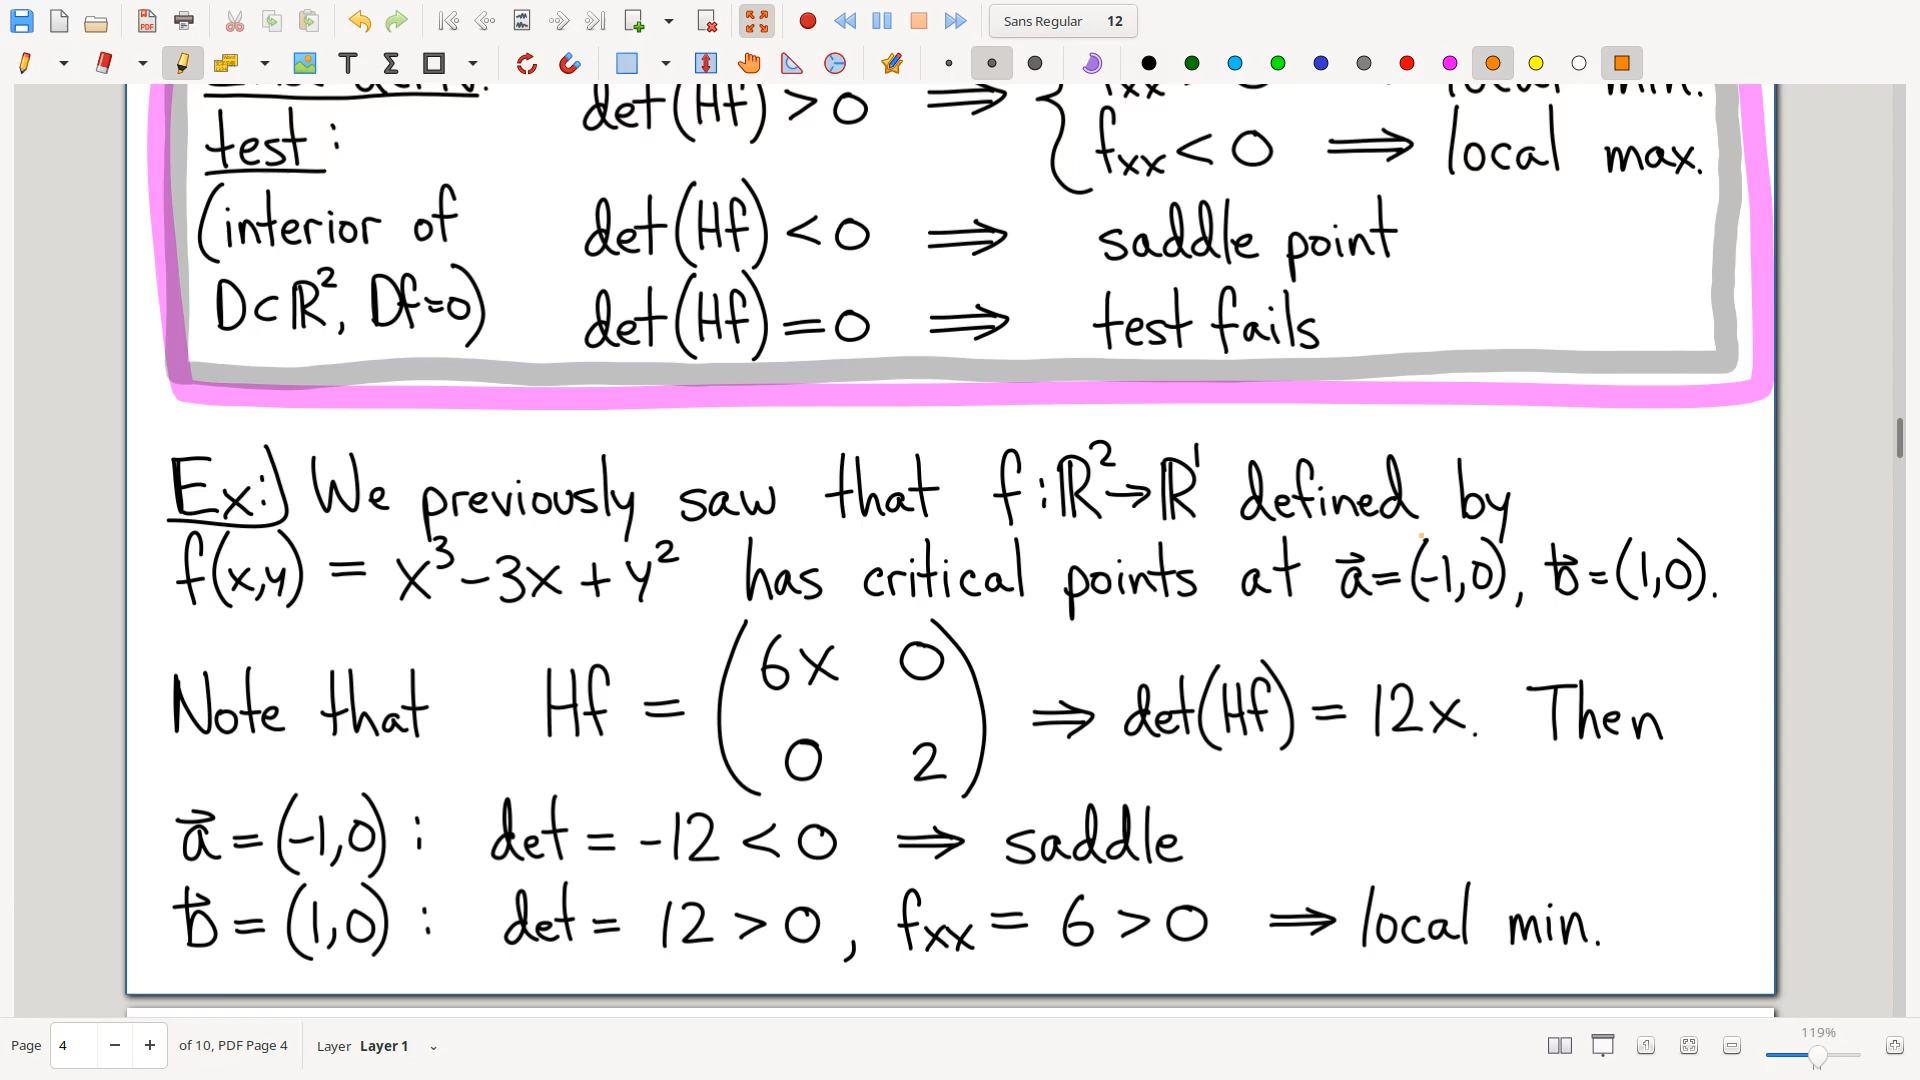 Sans Regular 12
det(Hf) > 0 ⟹ { fxx
test: fxx < 0 ⟹ local max.
(interior of det(Hf) < 0 ⟹ saddle point
D⊂ℝ², Df=0) det(Hf) = 0 ⟹ test fails
Ex:) We previously saw that f:ℝ²→ℝ¹ defined by
f(x,y) = x³-3x+y² has critical points at a⃗=(-1,0), b⃗=(1,0).
Note that Hf = (6x 0
0 2) ⟹ det(Hf) = 12x. Then
a⃗=(-1,0): det = -12 < 0 ⟹ saddle
b⃗=(1,0): det = 12 > 0, fxx = 6 > 0 ⟹ local min.
119%
Page 4 of 10, PDF Page 4 Layer Layer 1